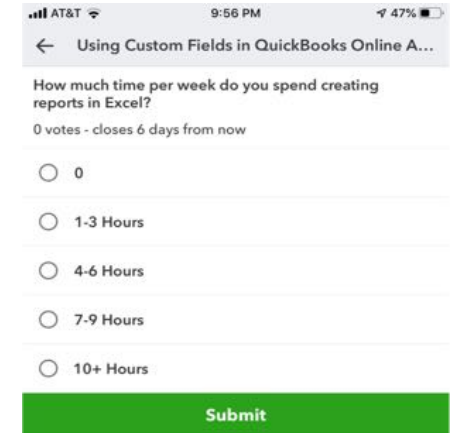 AT&T 9:56 PM 47%
Using Custom Fields in QuickBooks Online A...
How much time per week do you spend creating
reports in Excel?
0 votes - closes 6 days from now
0
1-3 Hours
4-6 Hours
7-9 Hours
10+ Hours
Submit